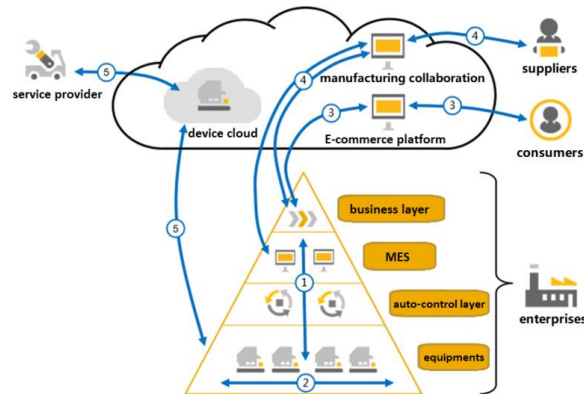 4
4
suppliers
5
service provider
manufacturing collaboration
device cloud
3
3
E-commerce platform
consumers
5
business layer
MES
1
auto-control layer
enterprises
equipments
2